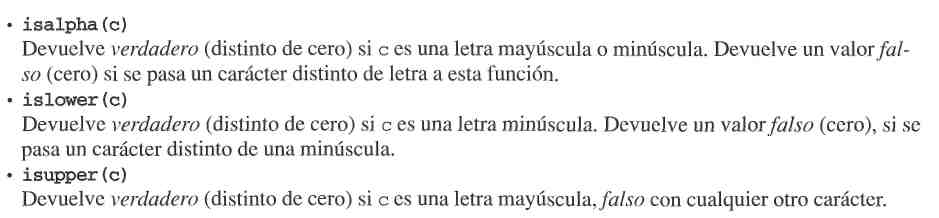 • isalpha(c)
Devuelve verdadero (distinto de cero) si c es una letra mayúscula o minúscula. Devuelve un valor fal-
so (cero) si se pasa un carácter distinto de letra a esta función.
• islower(c)
Devuelve verdadero (distinto de cero) si c es una letra minúscula. Devuelve un valor falso (cero), si se
pasa un carácter distinto de una minúscula.
• isupper(c)
Devuelve verdadero (distinto de cero) si c es una letra mayúscula, falso con cualquier otro carácter.